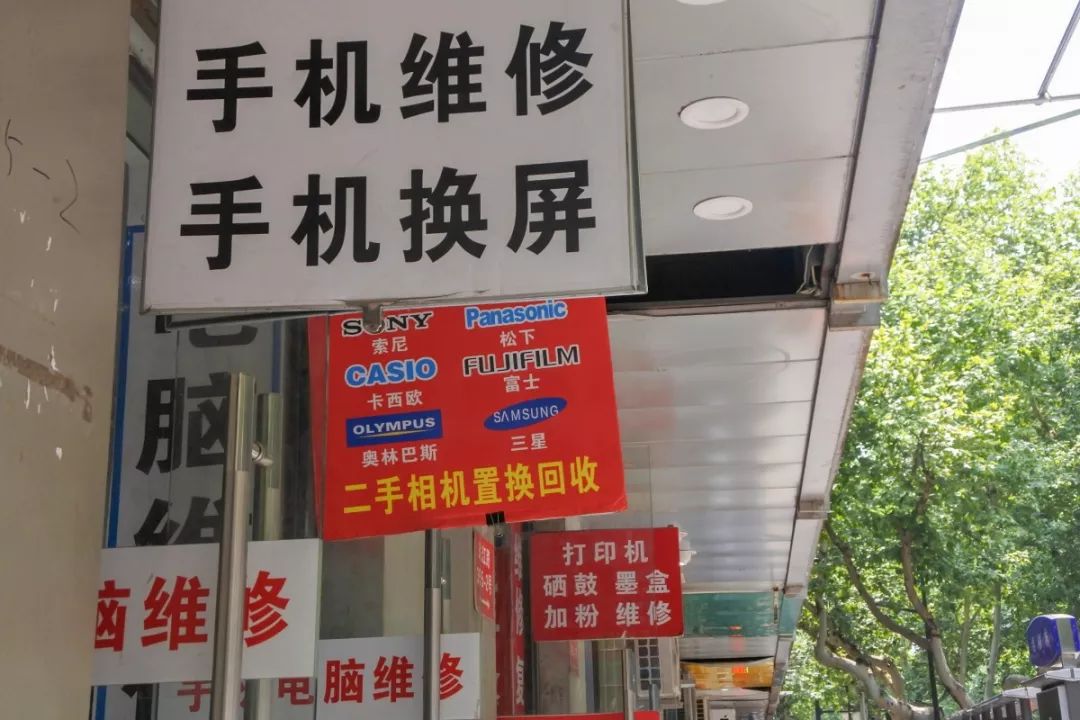 手机维修
手机换屏
SONY Panasonic
索尼 松下
CASIO FUJIFILM
卡西欧 富士
OLYMPUS SAMSUNG
奥林巴斯 三星
二手相机置换回收
打印机
硒鼓 墨盒
加粉 维修
脑维
脑维修
电脑维修